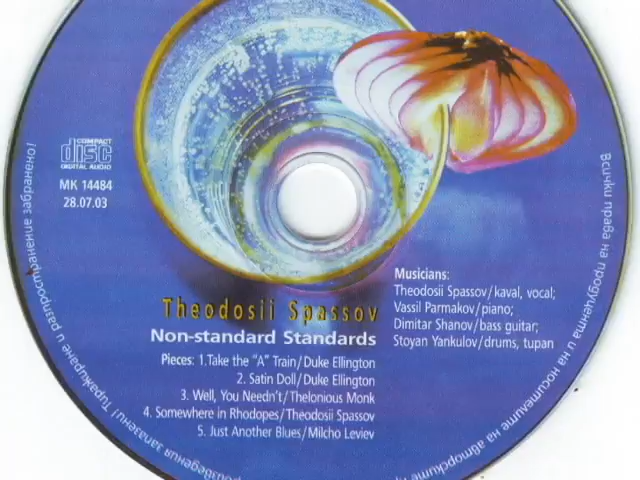 COMPACT
disc
DIGITAL AUDIO
MK 14484
28.07.03
Theodosii Spassov
Non-standard Standards
Pieces: 1.Take the "A" Train/Duke Ellington
2. Satin Doll/Duke Ellington
3. Well, You Needn't/Thelonious Monk
4. Somewhere in Rhodopes/Theodosii Spassov
5. Just Another Blues/Milcho Leviev
Musicians:
Theodosii Spassov/kaval, vocal;
Vassil Parmakov/piano;
Dimitar Shanov/bass guitar;
Stoyan Yankulov/drums, tupan
Всички права на продуцента и на носителите на авторските
запазени! Тиражиране и разпространение забранено!